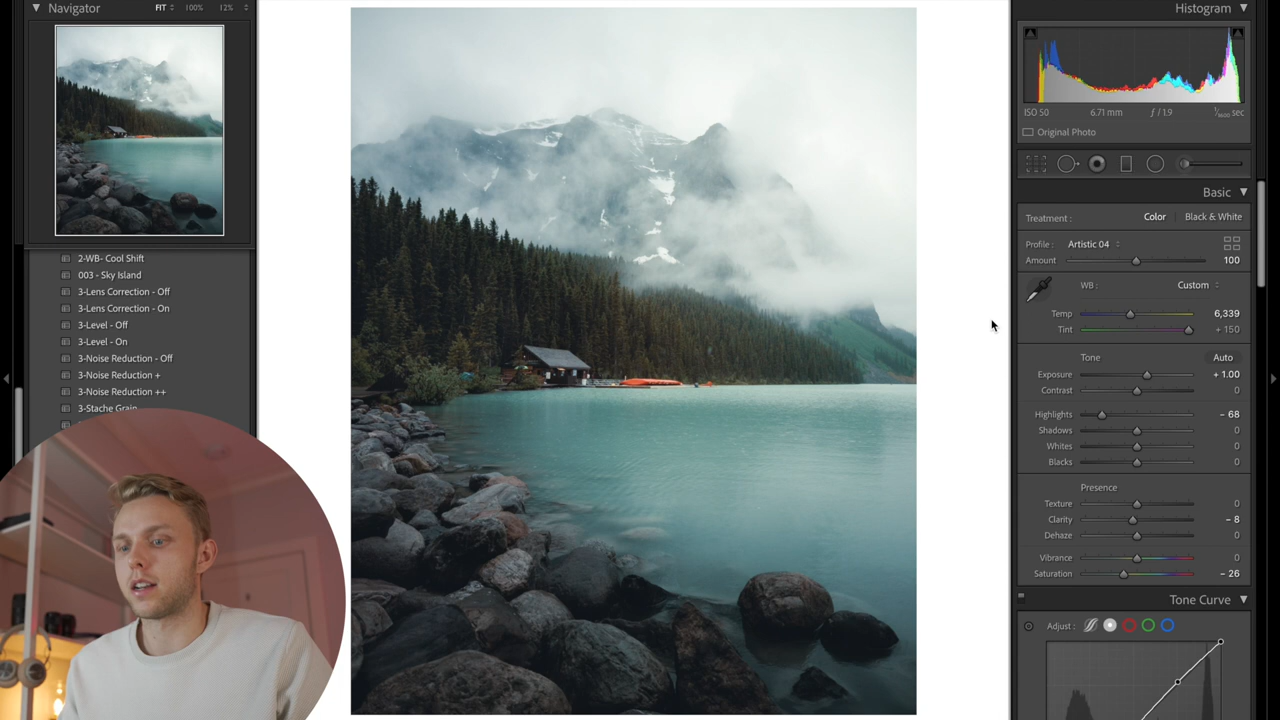 Navigator
FIT
100%
12%
2-WB- Cool Shift
003 - Sky Island
3-Lens Correction - Off
3-Lens Correction - On
3-Level - Off
3-Level - On
3-Noise Reduction - Off
3-Noise Reduction +
3-Noise Reduction ++
3-Stache Grain
Histogram
ISO 50 6.71 mm ƒ / 1.9 sec
Original Photo
Basic
Treatment : Color Black & White
Profile : Artistic 04
Amount 100
WB : Custom
Temp 6,339
Tint + 150
Tone Auto
Exposure + 1.00
Contrast 0
Highlights – 68
Shadows 0
Whites 0
Blacks 0
Presence
Texture 0
Clarity – 8
Dehaze 0
Vibrance 0
Saturation – 26
Tone Curve
Adjust :